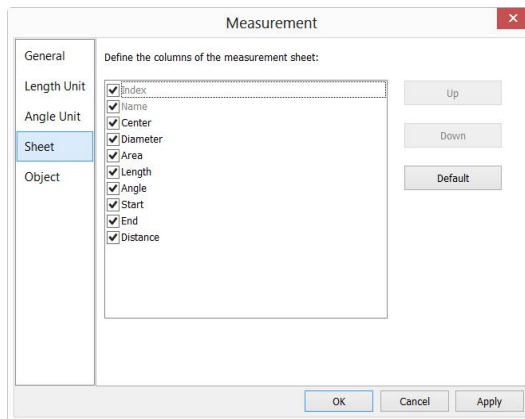 Measurement
General
Length Unit
Angle Unit
Sheet
Object
Define the columns of the measurement sheet:
Index
Name
Center
Diameter
Area
Length
Angle
Start
End
Distance
Up
Down
Default
OK
Cancel
Apply